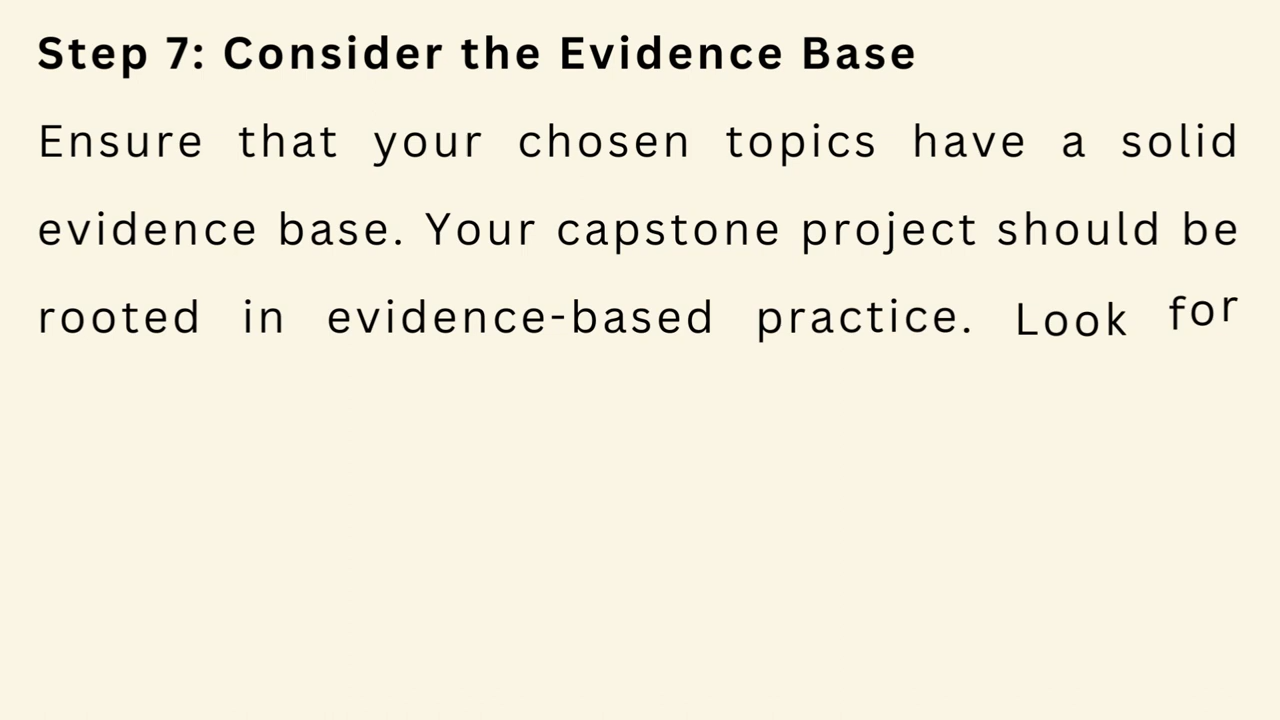 Step 7: Consider the Evidence Base
Ensure that your chosen topics have a solid
evidence base. Your capstone project should be
rooted in evidence-based practice. Look for